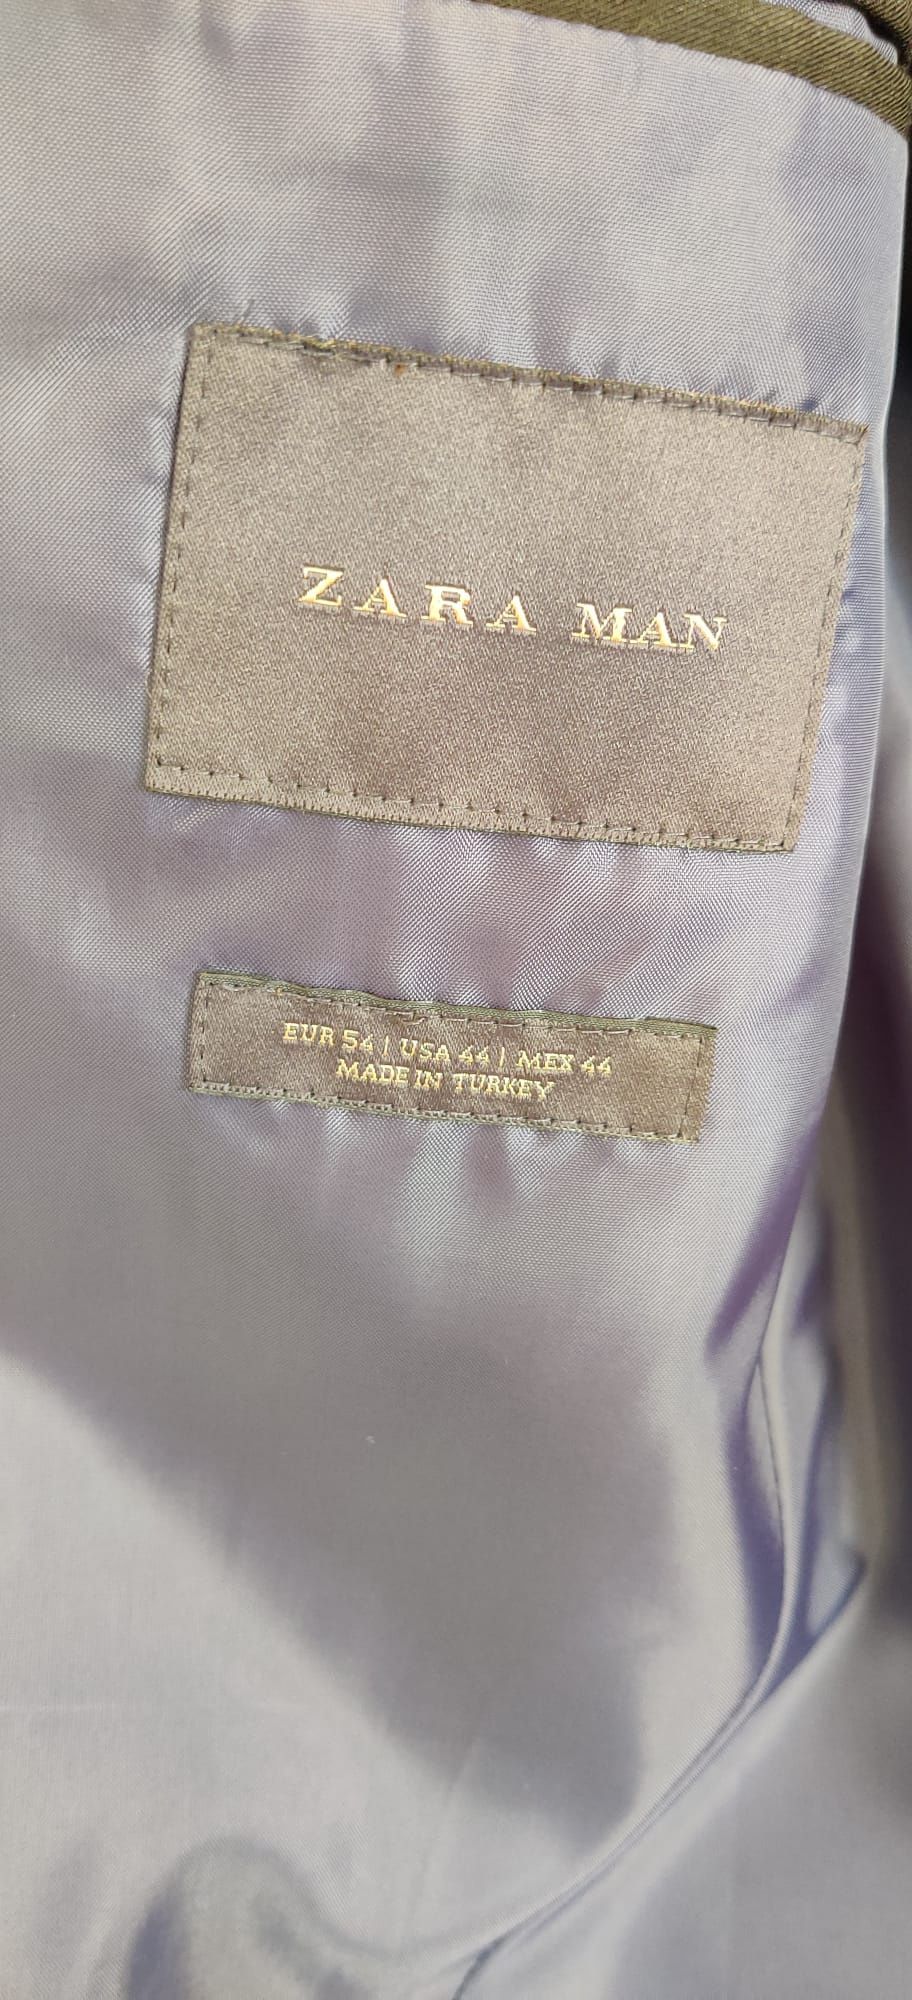 ZARA MAN
EUR 54 | USA 44 | MEX 44
MADE IN TURKEY